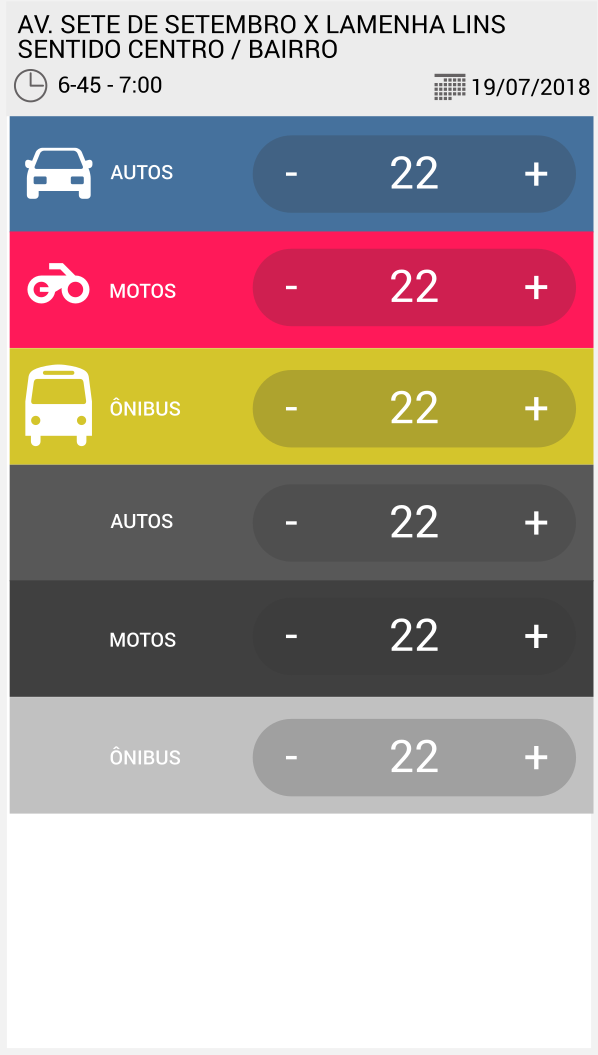 AV. SETE DE SETEMBRO X LAMENHA LINS
SENTIDO CENTRO / BAIRRO
6-45 - 7:00 19/07/2018
AUTOS - 22 +
MOTOS - 22 +
ÔNIBUS - 22 +
AUTOS - 22 +
MOTOS - 22 +
ÔNIBUS - 22 +